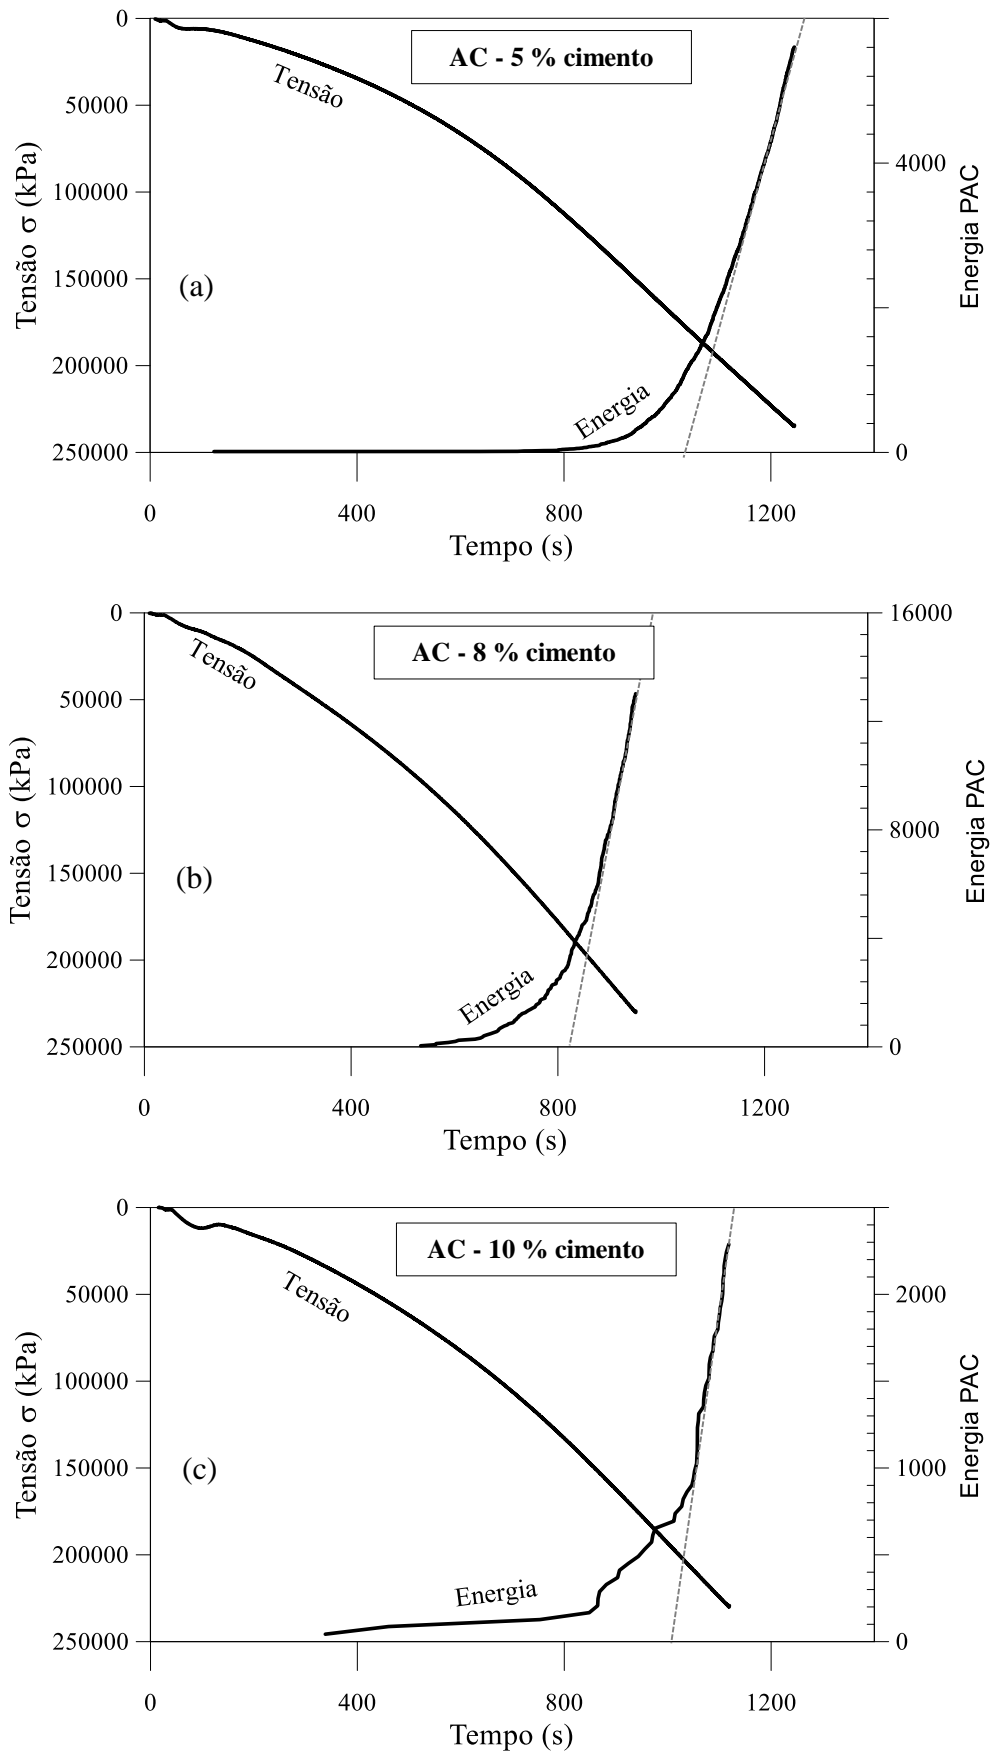 AC - 5 % cimento
Tensão
Energia
(a)
Tensão σ (kPa)
0
50000
100000
150000
200000
250000
Energia PAC
4000
0
0
400
800
1200
Tempo (s)
AC - 8 % cimento
Tensão
Energia
(b)
Tensão σ (kPa)
0
50000
100000
150000
200000
250000
Energia PAC
16000
8000
0
0
400
800
1200
Tempo (s)
AC - 10 % cimento
Tensão
Energia
(c)
Tensão σ (kPa)
0
50000
100000
150000
200000
250000
Energia PAC
2000
1000
0
0
400
800
1200
Tempo (s)